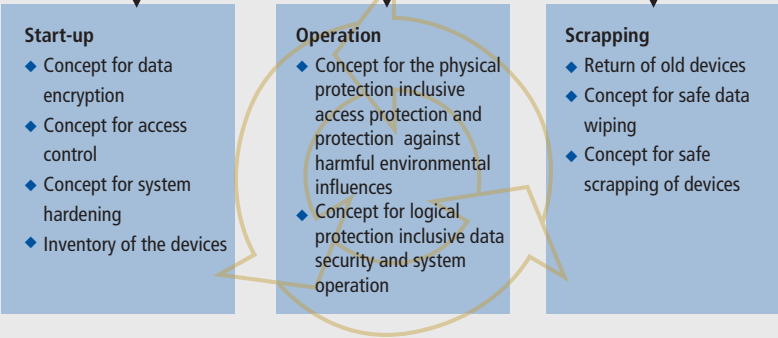 Start-up
◆ Concept for data
encryption
◆ Concept for access
control
◆ Concept for system
hardening
◆ Inventory of the devices
Operation
◆ Concept for the physical
protection inclusive
access protection and
protection against
harmful environmental
influences
◆ Concept for logical
protection inclusive data
security and system
operation
Scrapping
◆ Return of old devices
◆ Concept for safe data
wiping
◆ Concept for safe
scrapping of devices